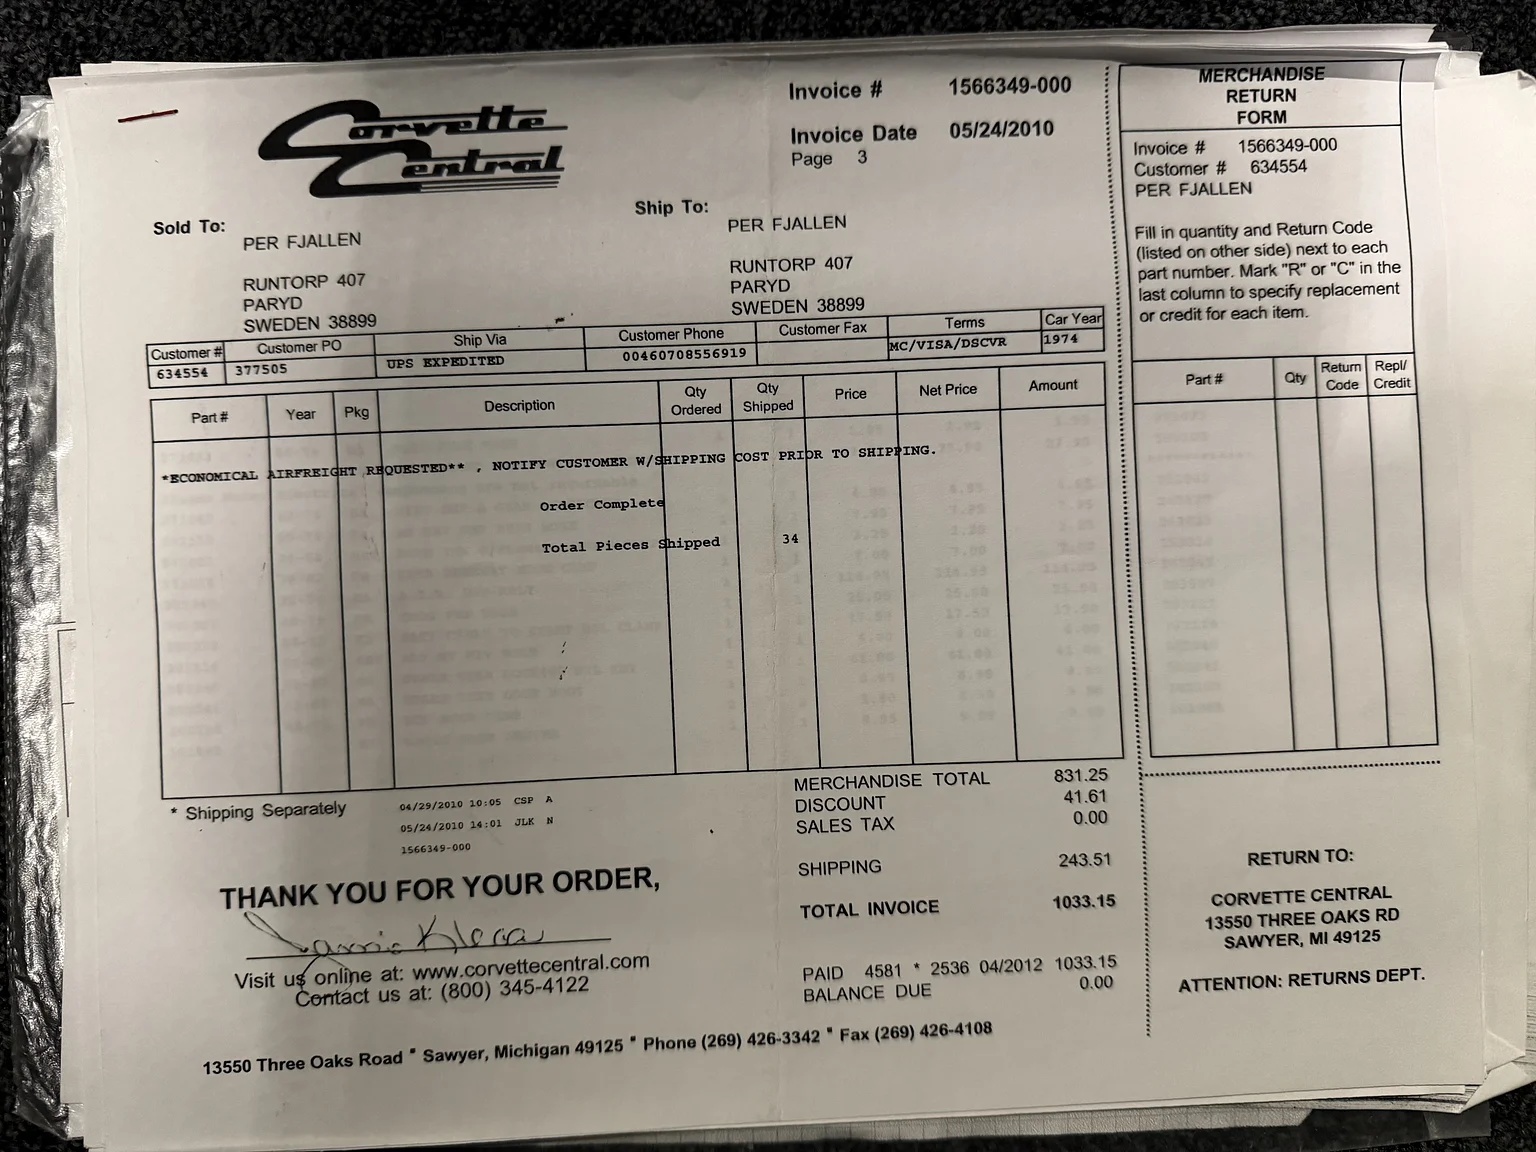 Corvette Central
Invoice # 1566349-000
Invoice Date 05/24/2010
Page 3
Sold To:
PER FJALLEN
RUNTORP 407
PARYD
SWEDEN 38899
Ship To:
PER FJALLEN
RUNTORP 407
PARYD
SWEDEN 38899
Customer # Customer PO Ship Via Customer Phone Customer Fax Terms Car Year
634554 377505 UPS EXPEDITED 00460708556919 MC/VISA/DSCVR 1974
Part # Year Pkg Description Qty Ordered Qty Shipped Price Net Price Amount
*ECONOMICAL AIRFREIGHT REQUESTED** , NOTIFY CUSTOMER W/SHIPPING COST PRIOR TO SHIPPING.
Order Complete
Total Pieces Shipped 34
* Shipping Separately
04/29/2010 10:05 CSP A
05/24/2010 14:01 JLK N
1566349-000
MERCHANDISE TOTAL 831.25
DISCOUNT 41.61
SALES TAX 0.00
SHIPPING 243.51
TOTAL INVOICE 1033.15
PAID 4581 * 2536 04/2012 1033.15
BALANCE DUE 0.00
THANK YOU FOR YOUR ORDER,
Visit us online at: www.corvettecentral.com
Contact us at: (800) 345-4122
13550 Three Oaks Road * Sawyer, Michigan 49125 * Phone (269) 426-3342 * Fax (269) 426-4108
MERCHANDISE
RETURN
FORM
Invoice # 1566349-000
Customer # 634554
PER FJALLEN
Fill in quantity and Return Code
(listed on other side) next to each
part number. Mark "R" or "C" in the
last column to specify replacement
or credit for each item.
Part # Qty Return Code Repl/ Credit
RETURN TO:
CORVETTE CENTRAL
13550 THREE OAKS RD
SAWYER, MI 49125
ATTENTION: RETURNS DEPT.